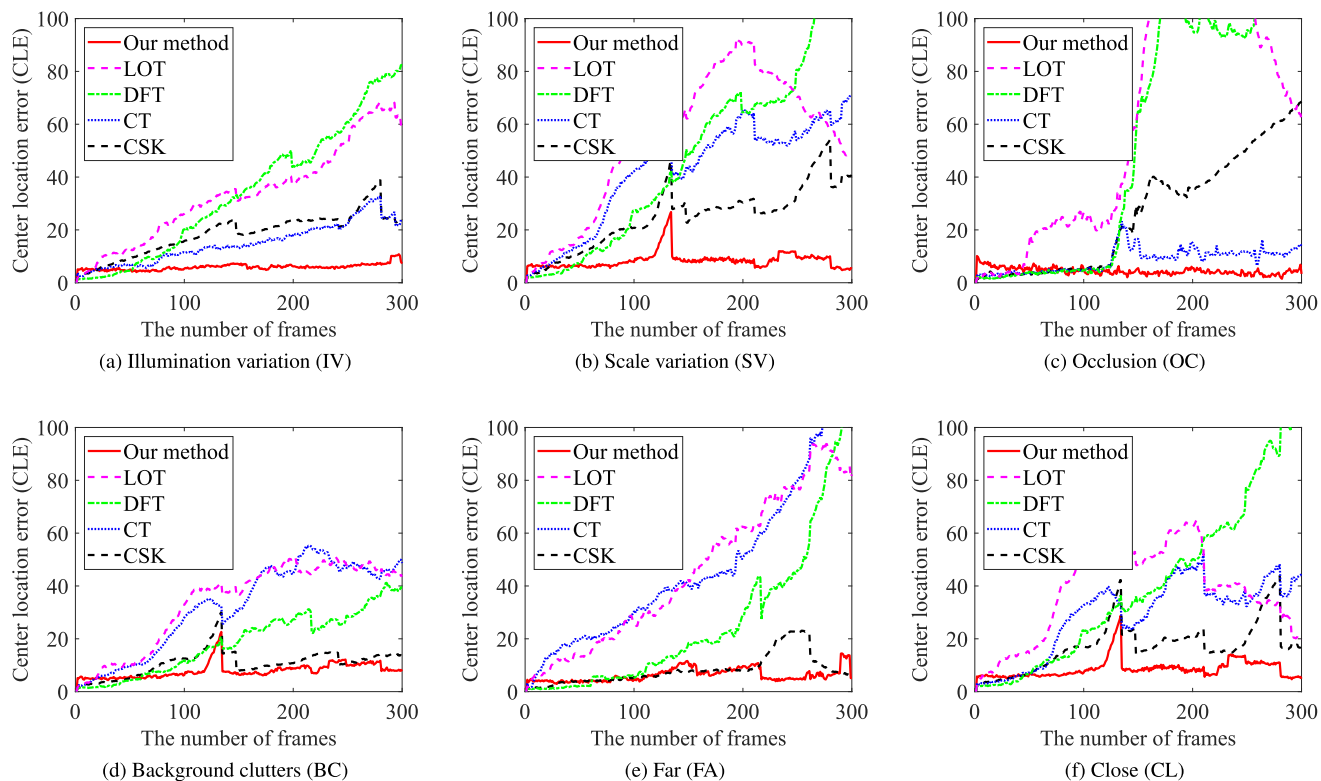 100
80
60
40
20
0
Center location error (CLE)
Our method
LOT
DFT
CT
CSK
0
100
200
300
The number of frames
(a) Illumination variation (IV)
100
80
60
40
20
0
Center location error (CLE)
Our method
LOT
DFT
CT
CSK
0
100
200
300
The number of frames
(b) Scale variation (SV)
100
80
60
40
20
0
Center location error (CLE)
Our method
LOT
DFT
CT
CSK
0
100
200
300
The number of frames
(c) Occlusion (OC)
100
80
60
40
20
0
Center location error (CLE)
Our method
LOT
DFT
CT
CSK
0
100
200
300
The number of frames
(d) Background clutters (BC)
100
80
60
40
20
0
Center location error (CLE)
Our method
LOT
DFT
CT
CSK
0
100
200
300
The number of frames
(e) Far (FA)
100
80
60
40
20
0
Center location error (CLE)
Our method
LOT
DFT
CT
CSK
0
100
200
300
The number of frames
(f) Close (CL)